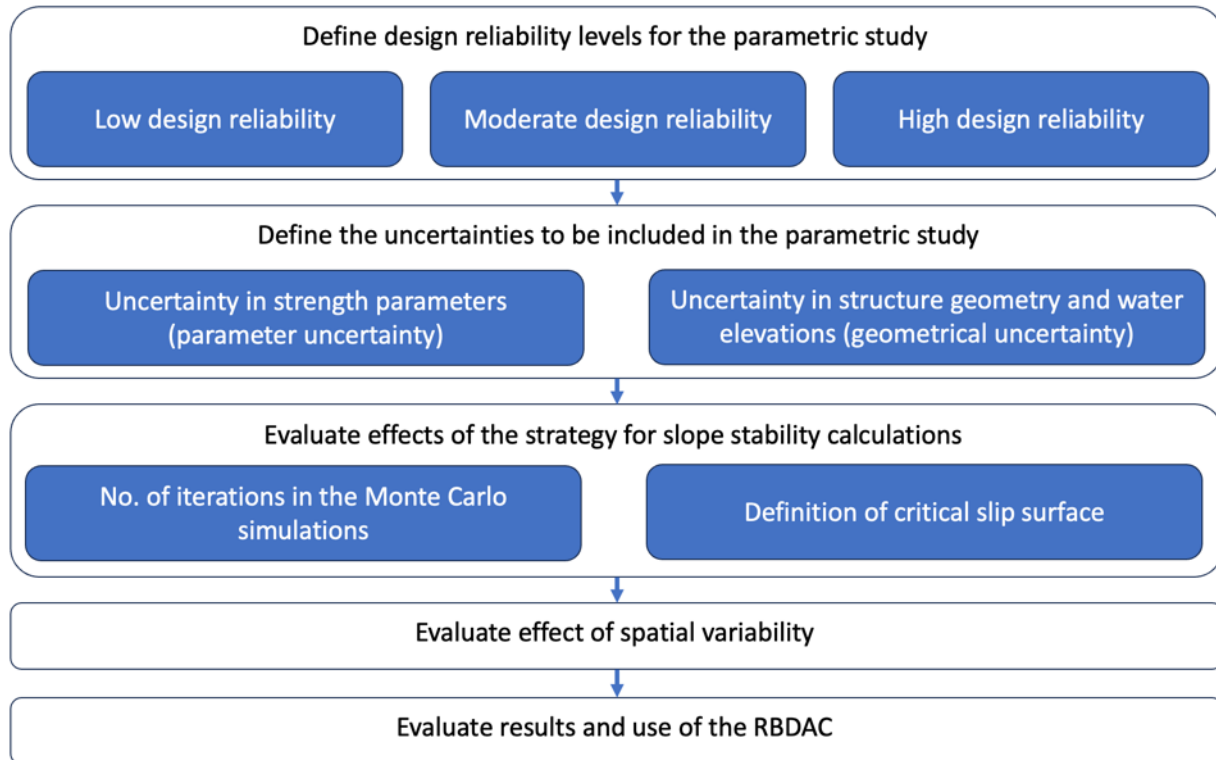 Define design reliability levels for the parametric study
Low design reliability
Moderate design reliability
High design reliability
Define the uncertainties to be included in the parametric study
Uncertainty in strength parameters
(parameter uncertainty)
Uncertainty in structure geometry and water
elevations (geometrical uncertainty)
Evaluate effects of the strategy for slope stability calculations
No. of iterations in the Monte Carlo
simulations
Definition of critical slip surface
Evaluate effect of spatial variability
Evaluate results and use of the RBDAC